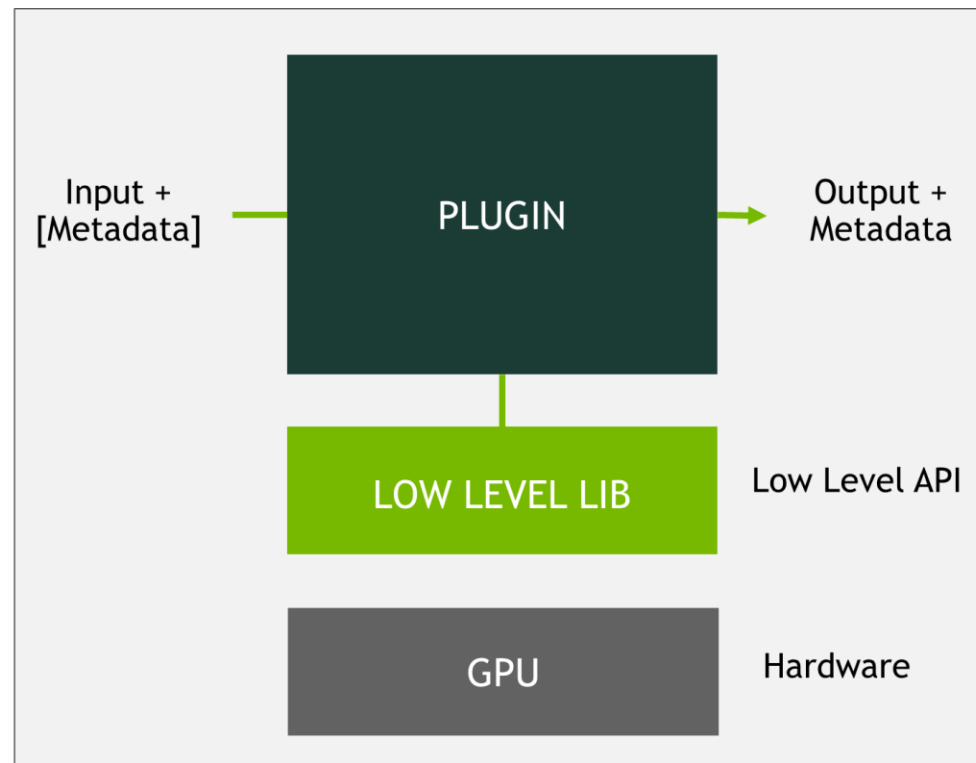 Input +
[Metadata]
PLUGIN
Output +
Metadata
LOW LEVEL LIB
Low Level API
GPU
Hardware